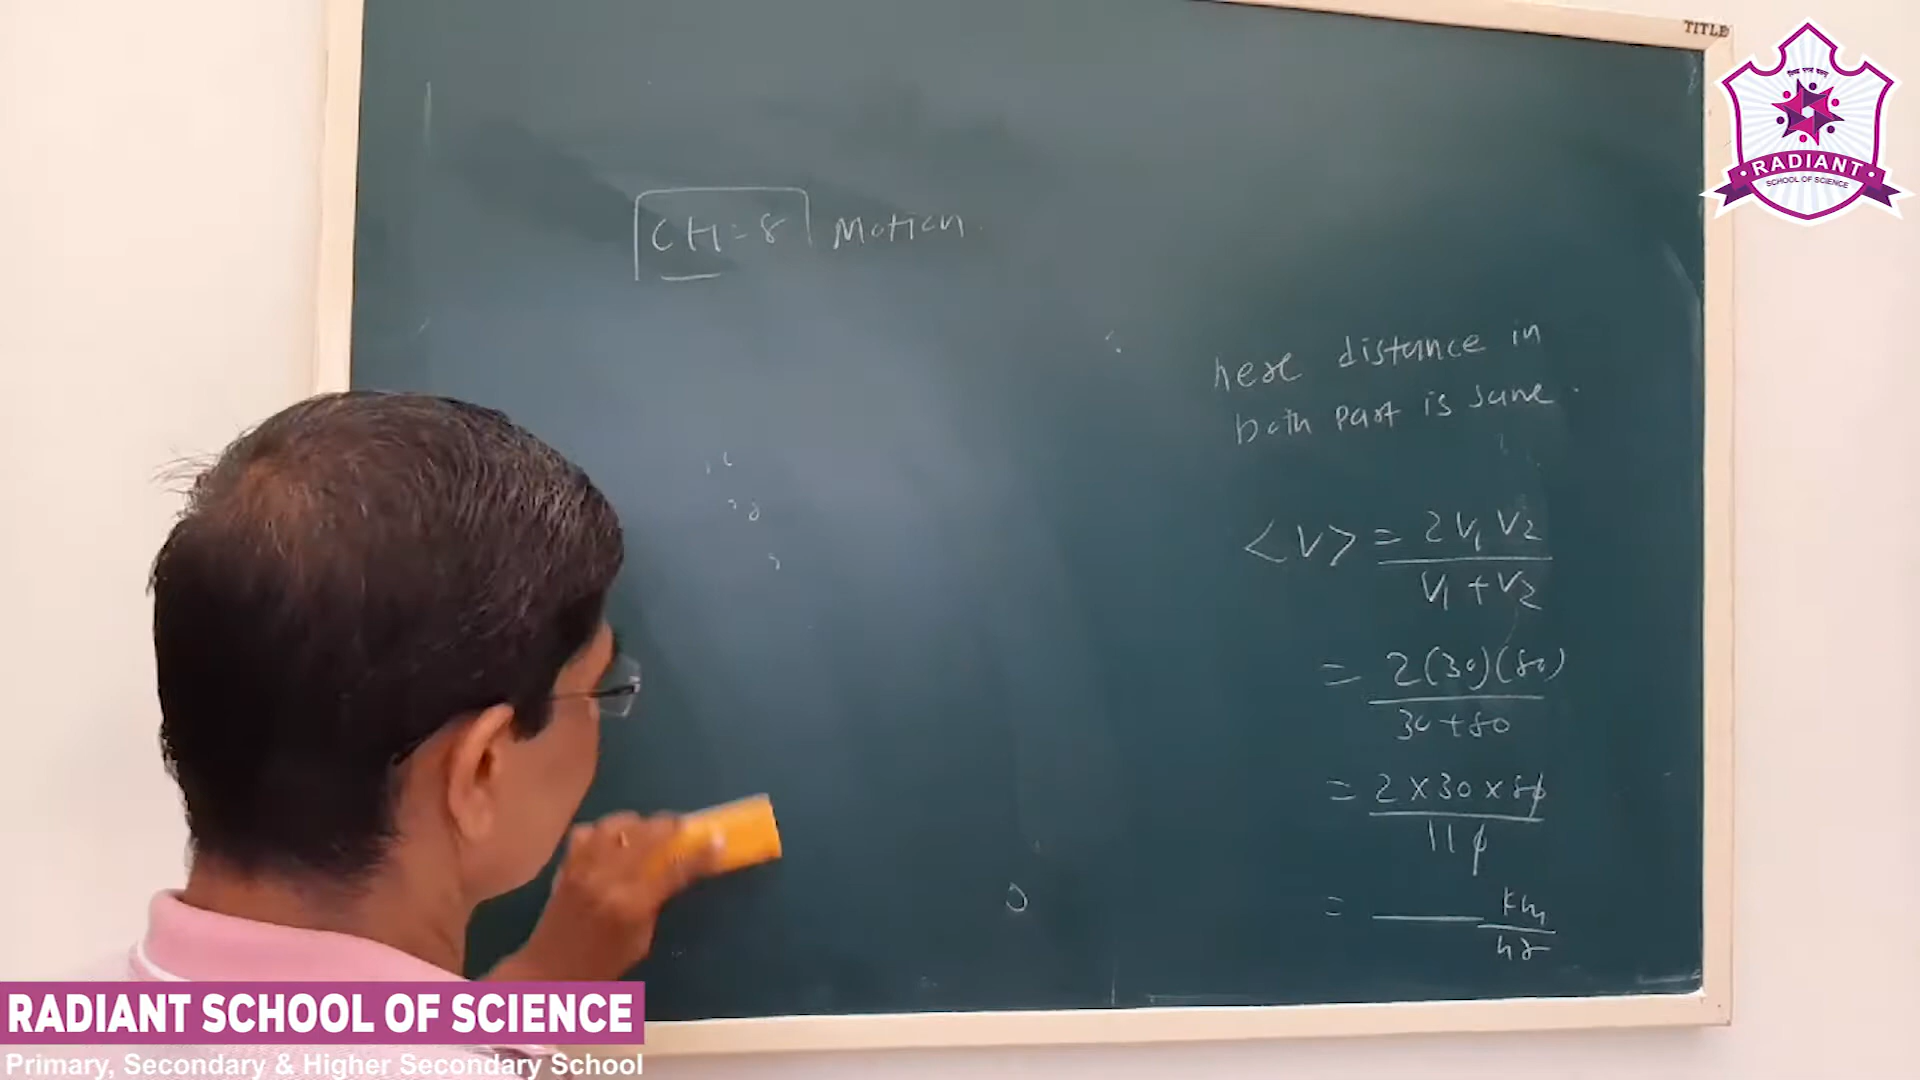 TITLE
RADIANT
SCHOOL OF SCIENCE
CH=8 Motion.
here distance in
both part is same.
<V> = 2V₁V₂
V₁+V₂
= 2(30)(80)
30+80
= 2×30×80
110
= ____ km
hr
RADIANT SCHOOL OF SCIENCE
Primary, Secondary & Higher Secondary School